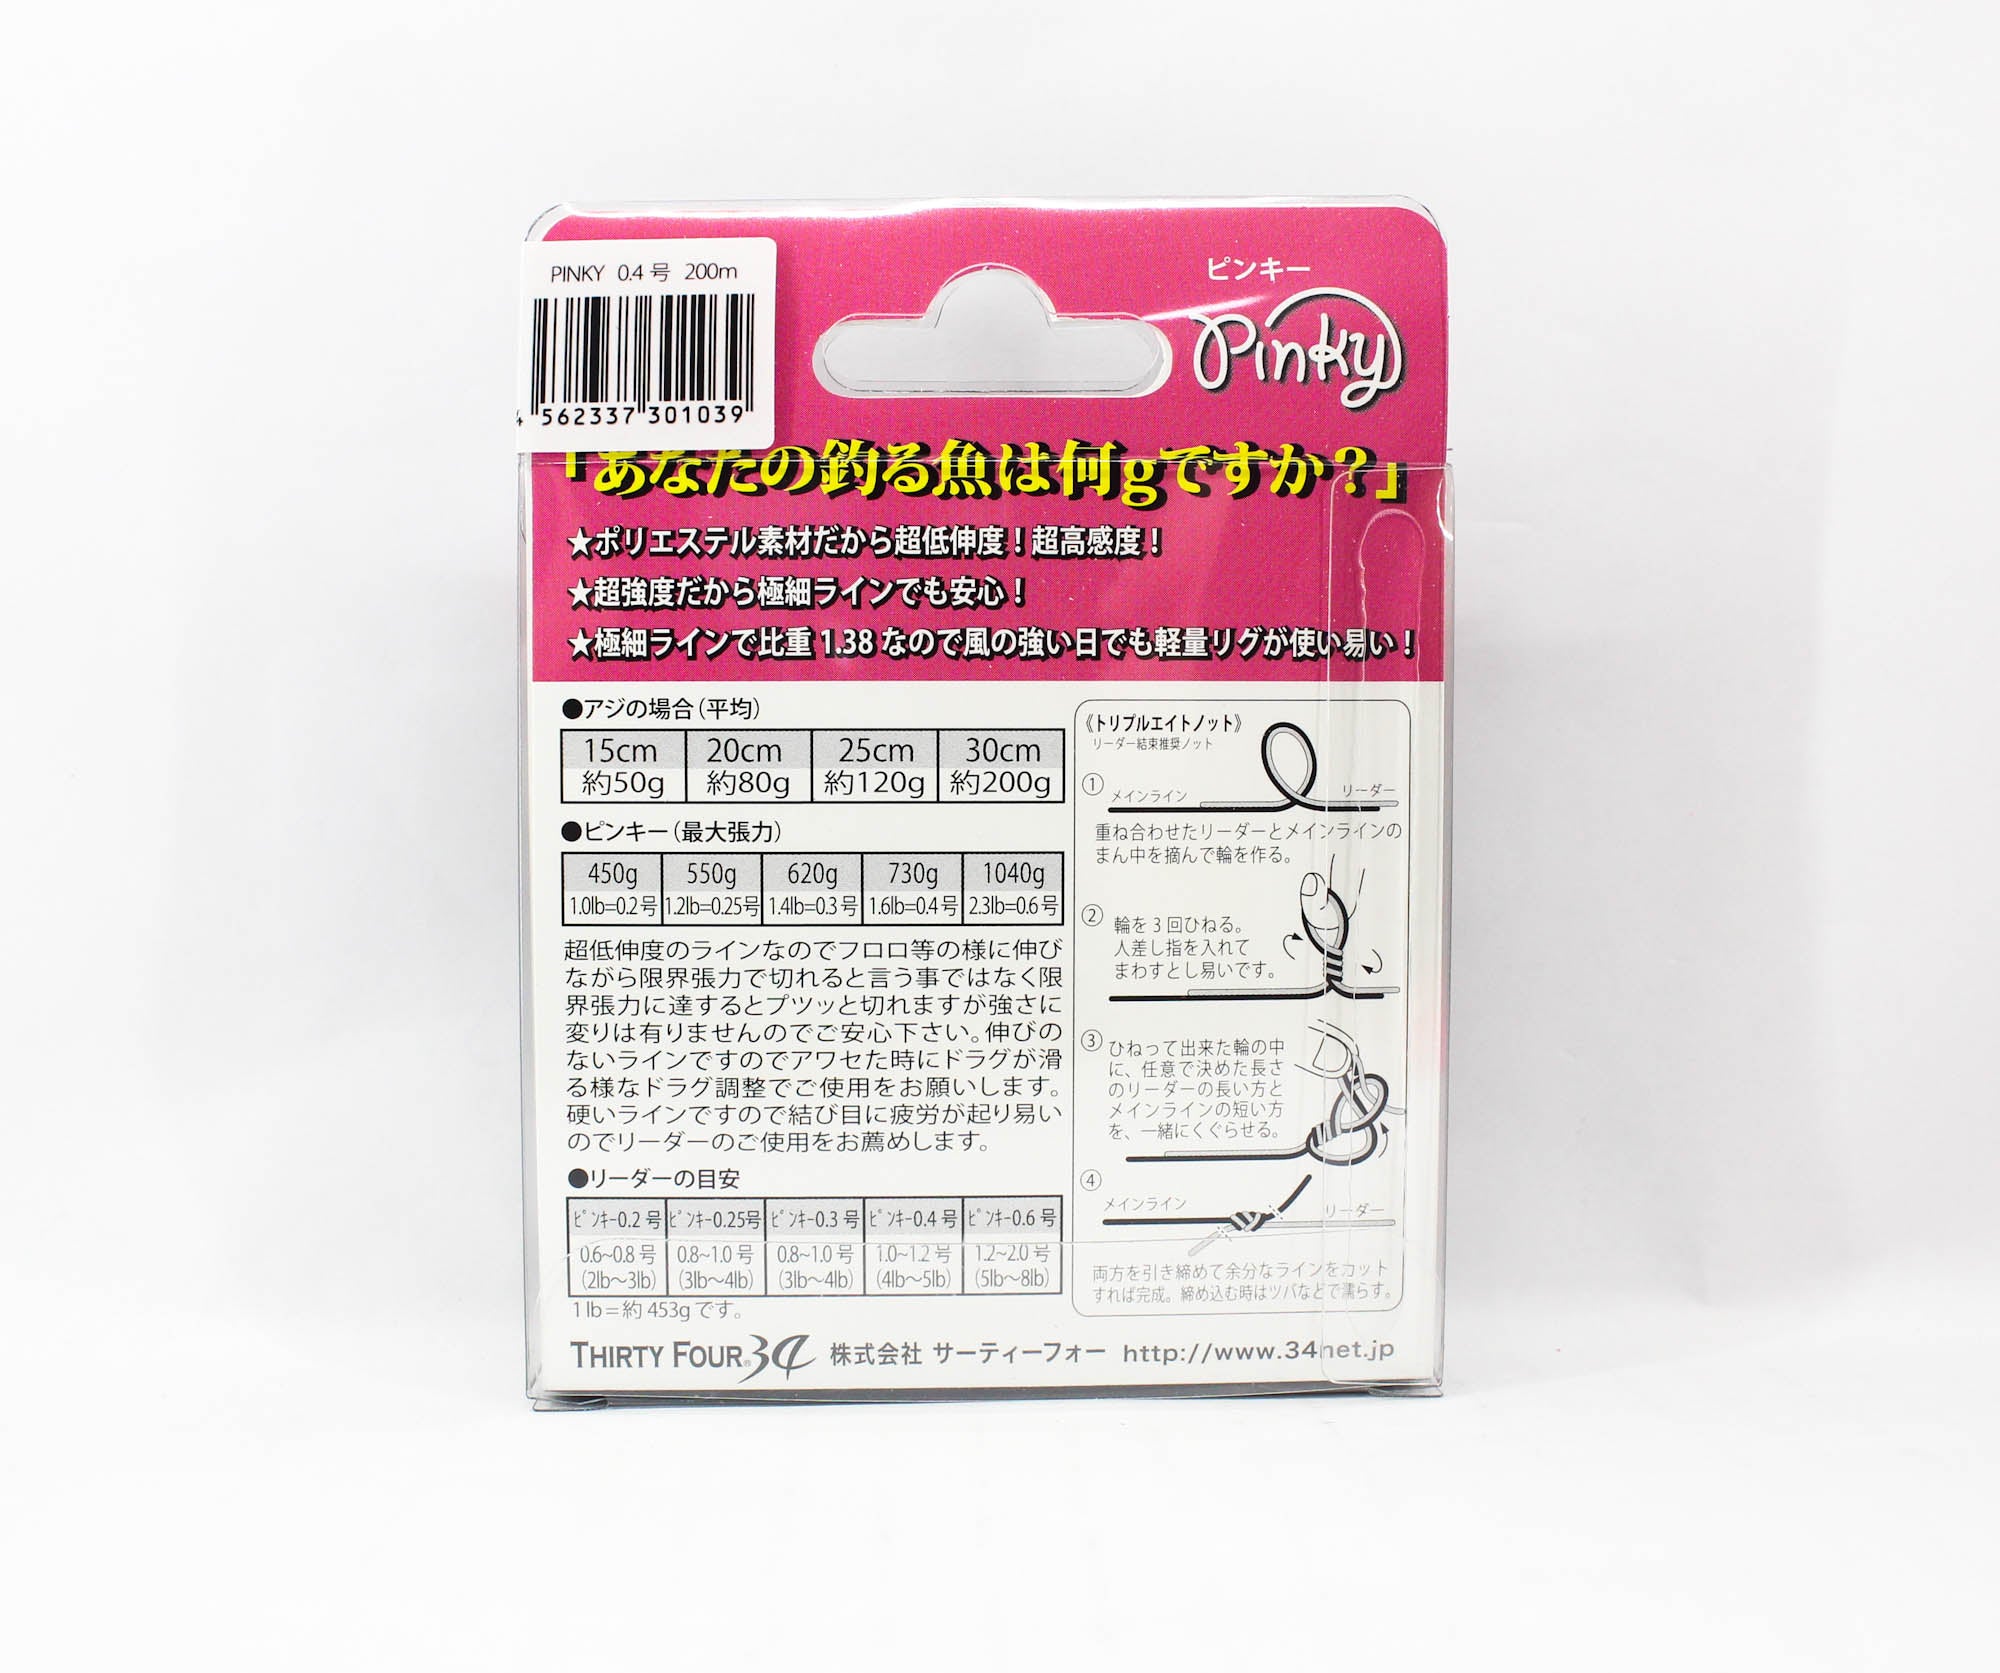 PINKY 0.4号 200m
4 562337 301039
ピンキー
Pinky
「あなたの釣る魚は何gですか？」
★ポリエステル素材だから超低伸度！超高感度！
★超強度だから極細ラインでも安心！
★極細ラインで比重1.38なので風の強い日でも軽量リグが使い易い！
●アジの場合（平均）
15cm 20cm 25cm 30cm
約50g 約80g 約120g 約200g
●ピンキー（最大張力）
450g 550g 620g 730g 1040g
1.0lb=0.2号 1.2lb=0.25号 1.4lb=0.3号 1.6lb=0.4号 2.3lb=0.6号
超低伸度のラインなのでフロロ等の様に伸び
ながら限界張力で切れると言う事ではなく限
界張力に達するとプツッと切れますが強さに
変りは有りませんのでご安心下さい。伸びの
ないラインですのでアワセた時にドラグが滑
る様なドラグ調整でご使用をお願いします。
硬いラインですので結び目に疲労が起り易い
のでリーダーのご使用をお薦めします。
●リーダーの目安
ピンキー0.2号 ピンキー0.25号 ピンキー0.3号 ピンキー0.4号 ピンキー0.6号
0.6~0.8号 0.8~1.0号 0.8~1.0号 1.0~1.2号 1.2~2.0号
(2lb～3lb) (3lb～4lb) (3lb～4lb) (4lb～5lb) (5lb～8lb)
1 lb＝約453gです。
《トリプルエイトノット》
リーダー結束推奨ノット
①
メインライン リーダー
重ね合わせたリーダーとメインラインの
まん中を摘んで輪を作る。
② 輪を3回ひねる。
人差し指を入れて
まわすとし易いです。
③ ひねって出来た輪の中
に、任意で決めた長さ
のリーダーの長い方と
メインラインの短い方
を、一緒にくぐらせる。
④
メインライン リーダー
両方を引き締めて余分なラインをカット
すれば完成。締め込む時はツバなどで濡らす。
THIRTY FOUR® 34 株式会社 サーティーフォー http://www.34net.jp